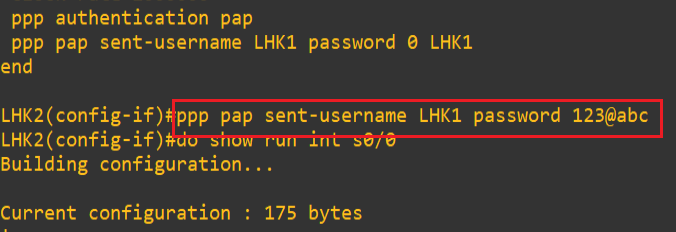 ppp authentication pap
ppp pap sent-username LHK1 password 0 LHK1
end
LHK2(config-if)#ppp pap sent-username LHK1 password 123@abc
LHK2(config-if)#do show run int s0/0
Building configuration...
Current configuration : 175 bytes